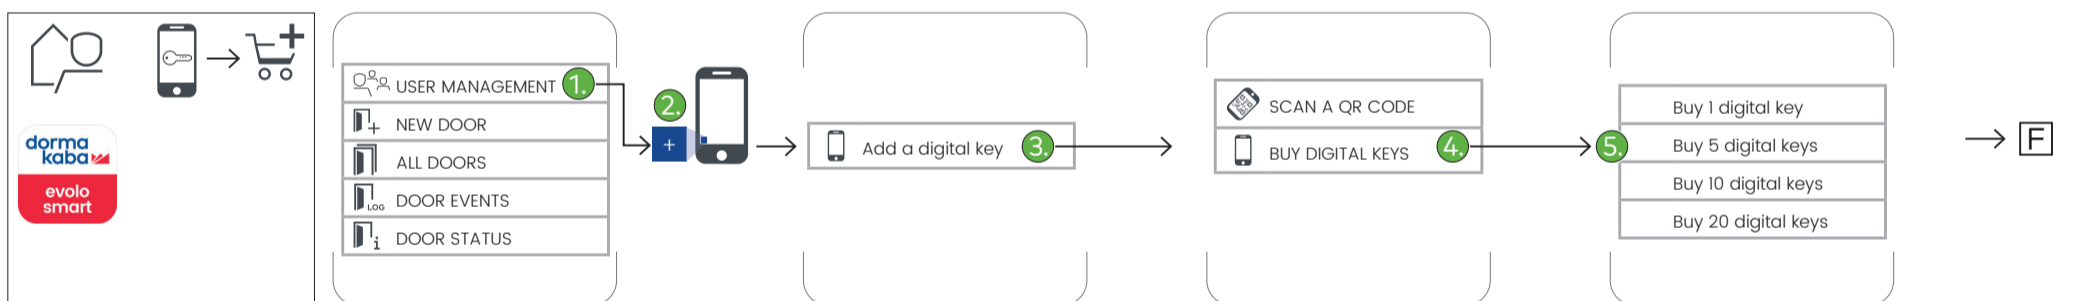 dorma
kaba
evolo
smart
USER MANAGEMENT 1.
NEW DOOR
ALL DOORS
LOG DOOR EVENTS
i DOOR STATUS
2.
+
Add a digital key 3.
SCAN A QR CODE
BUY DIGITAL KEYS 4.
5.
Buy 1 digital key
Buy 5 digital keys
Buy 10 digital keys
Buy 20 digital keys
F